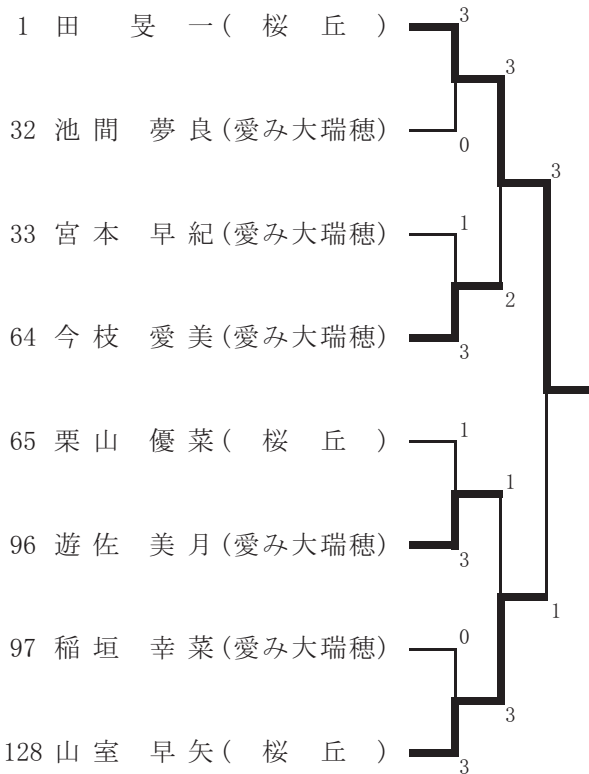 1 田 旻 一 ( 桜 丘 ) 3
3
32 池 間 夢 良 (愛み大瑞穂) 0
3
33 宮 本 早 紀 (愛み大瑞穂) 1
2
64 今 枝 愛 美 (愛み大瑞穂) 3
65 栗 山 優 菜 ( 桜 丘 ) 1
1
96 遊 佐 美 月 (愛み大瑞穂) 3
1
97 稲 垣 幸 菜 (愛み大瑞穂) 0
3
128 山 室 早 矢 ( 桜 丘 ) 3